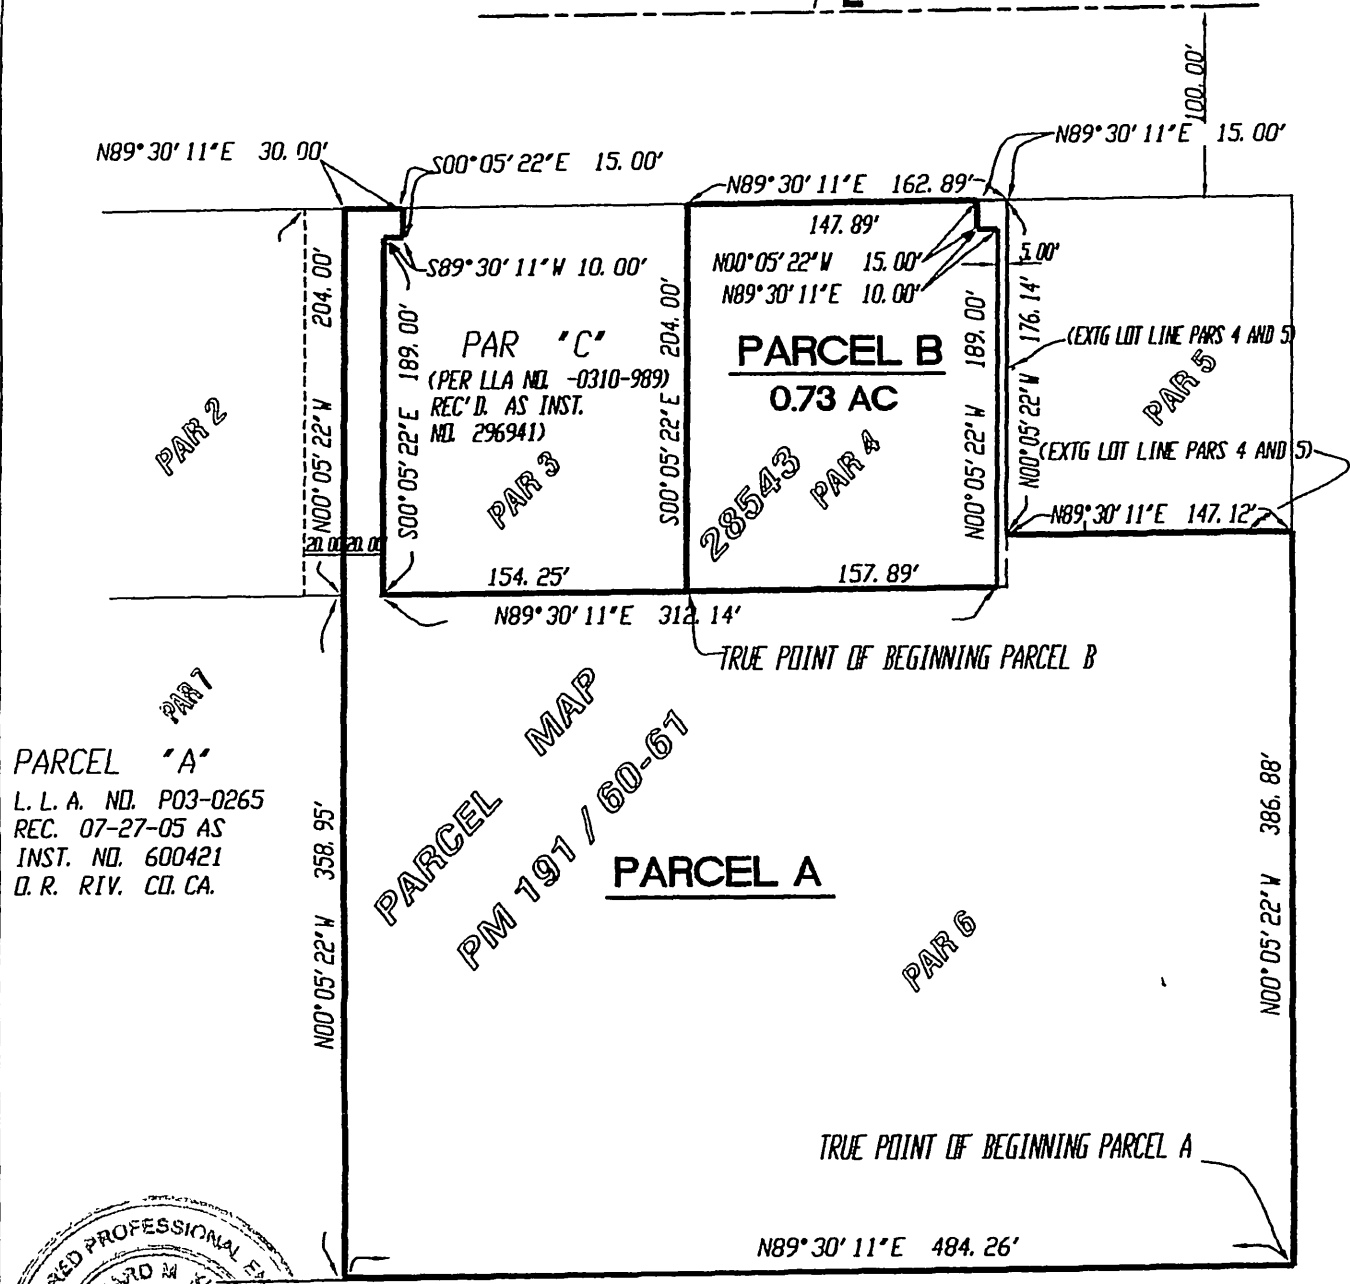 100.00'
N89°30'11"E 30.00'
S00°05'22"E 15.00'
N89°30'11"E 15.00'
N89°30'11"E 162.89'
147.89'
S89°30'11"W 10.00'
N00°05'22"W 15.00'
N89°30'11"E 10.00'
5.00'
N00°05'22"W 204.00'
S00°05'22"E 189.00'
PAR "C"
(PER LLA NO. -0310-989)
REC'D. AS INST.
NO. 296941)
S00°05'22"E 204.00'
PARCEL B
0.73 AC
N00°05'22"W 189.00'
N00°05'22"W 176.14'
(EXTG LOT LINE PARS 4 AND 5)
PAR 5
(EXTG LOT LINE PARS 4 AND 5)
PAR 2
PAR 3
28543
PAR 4
N89°30'11"E 147.12'
20.00'
20.00'
154.25'
157.89'
N89°30'11"E 312.14'
TRUE POINT OF BEGINNING PARCEL B
PAR 7
PARCEL "A"
L.L.A. NO. P03-0265
REC. 07-27-05 AS
INST. NO. 600421
O.R. RIV. CO. CA.
N00°05'22"W 358.95'
PARCEL MAP
PM 191 / 60-61
PARCEL A
PAR 6
N00°05'22"W 386.88'
TRUE POINT OF BEGINNING PARCEL A
N89°30'11"E 484.26'
PROFESSIONAL